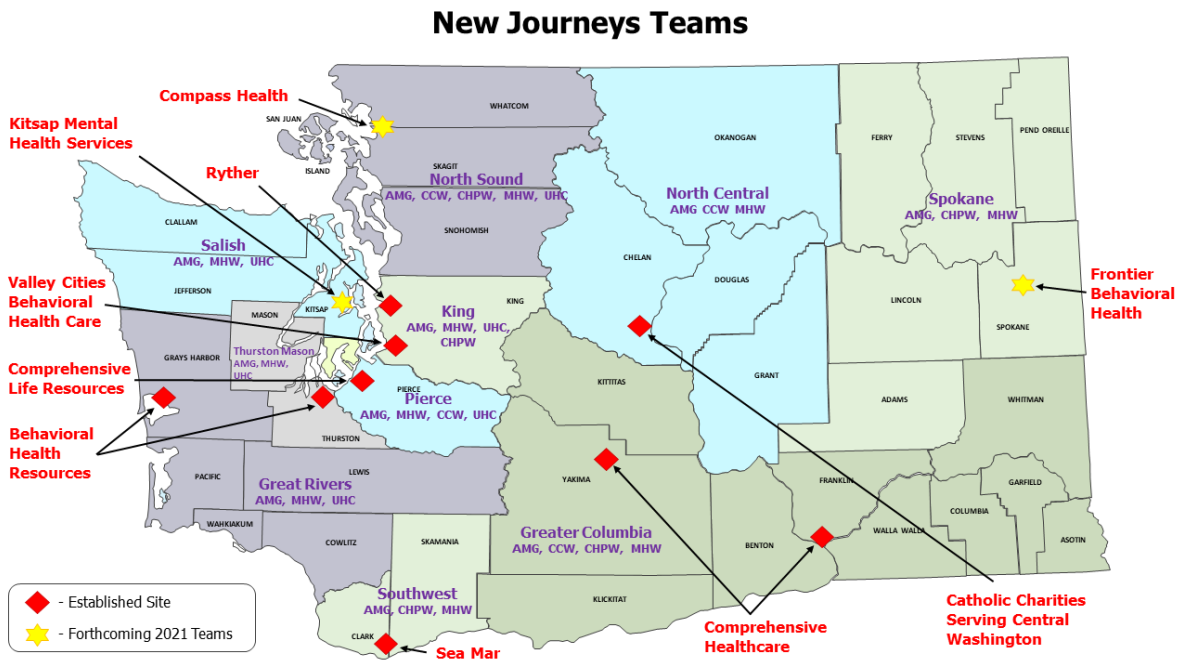 New Journeys Teams
Compass Health
Kitsap Mental
Health Services
Ryther
Valley Cities
Behavioral
Health Care
Comprehensive
Life Resources
Behavioral
Health
Resources
Frontier
Behavioral
Health
Catholic Charities
Serving Central
Washington
Comprehensive
Healthcare
Sea Mar
WHATCOM
SAN JUAN
ISLAND
SKAGIT
North Sound
AMG, CCW, CHPW, MHW, UHC
SNOHOMISH
OKANOGAN
North Central
AMG CCW MHW
CHELAN
DOUGLAS
GRANT
FERRY
STEVENS
PEND OREILLE
Spokane
AMG, CHPW, MHW
LINCOLN
SPOKANE
ADAMS
WHITMAN
CLALLAM
Salish
AMG, MHW, UHC
JEFFERSON
KITSAP
MASON
Thurston Mason
AMG, MHW,
UHC
GRAYS HARBOR
KING
King
AMG, MHW, UHC,
CHPW
PIERCE
Pierce
AMG, MHW, CCW, UHC
THURSTON
PACIFIC
LEWIS
Great Rivers
AMG, MHW, UHC
WAHKIAKUM
COWLITZ
SKAMANIA
Southwest
AMG, CHPW, MHW
CLARK
KITTITAS
YAKIMA
Greater Columbia
AMG, CCW, CHPW, MHW
KLICKITAT
BENTON
FRANKLIN
WALLA WALLA
COLUMBIA
GARFIELD
ASOTIN
- Established Site
- Forthcoming 2021 Teams